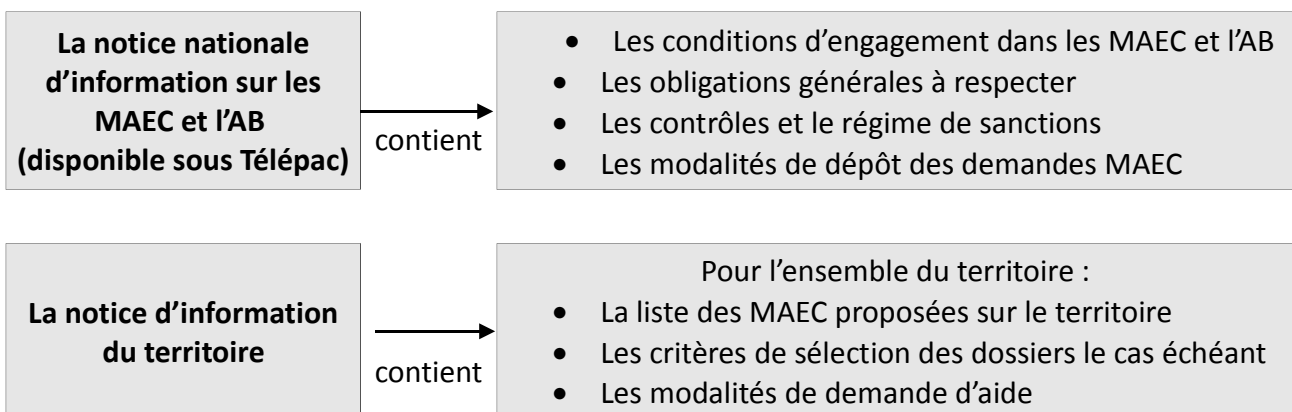 La notice nationale
d’information sur les
MAEC et l’AB
(disponible sous Télépac)
contient
• Les conditions d’engagement dans les MAEC et l’AB
• Les obligations générales à respecter
• Les contrôles et le régime de sanctions
• Les modalités de dépôt des demandes MAEC
La notice d’information
du territoire
contient
Pour l’ensemble du territoire :
• La liste des MAEC proposées sur le territoire
• Les critères de sélection des dossiers le cas échéant
• Les modalités de demande d’aide